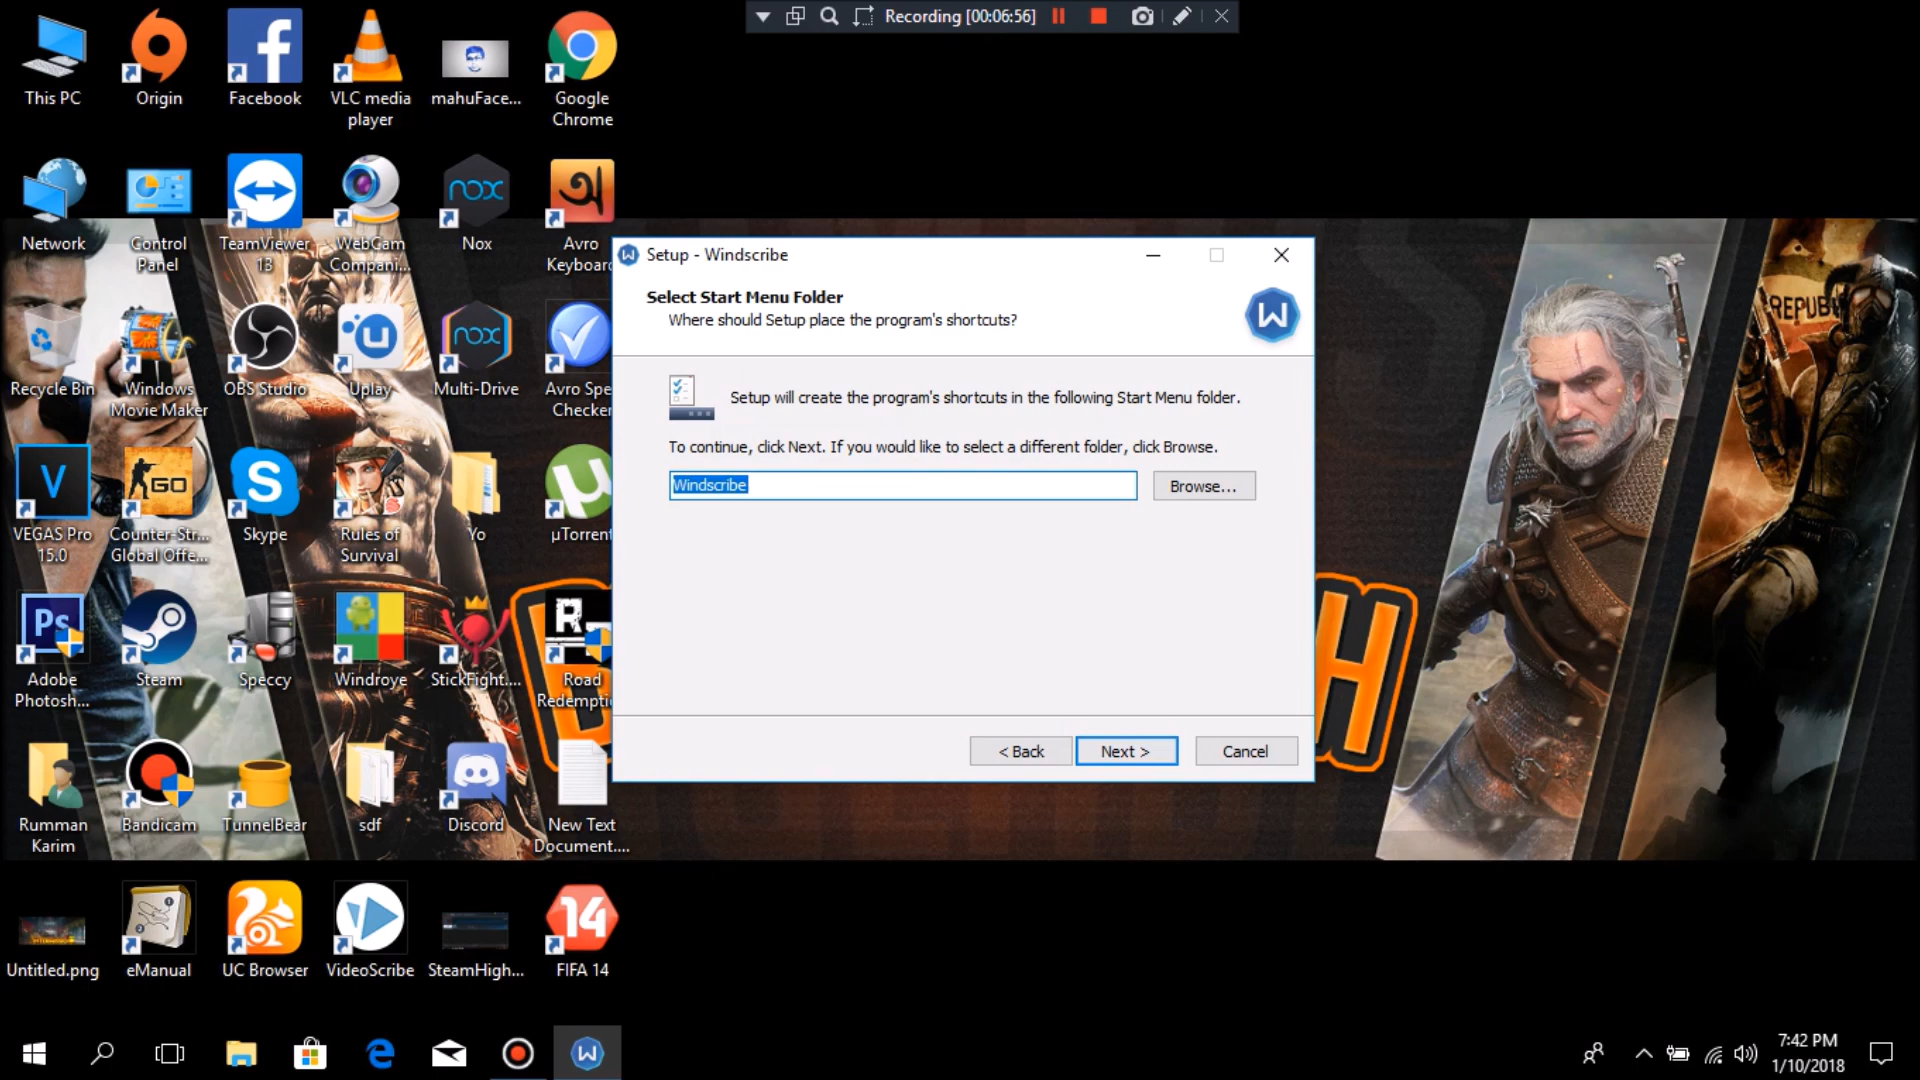 Recording [00:06:56]
This PC
Origin
Facebook
VLC media
player
mahuFace...
Google
Chrome
Network
Control
Panel
TeamViewer
13
WebCam
Compani...
nox
Nox
অ
Avro
Keyboard
Recycle Bin
Windows
Movie Maker
OBS Studio
Uplay
nox
Multi-Drive
Avro Spe
Checker
V
VEGAS Pro
15.0
GO
Counter-Str...
Global Offe...
Skype
Rules of
Survival
Yo
µTorrent
Ps
Adobe
Photosh...
Steam
Speccy
Windroye
StickFight....
Road
Redempti
Rumman
Karim
Bandicam
TunnelBear
sdf
Discord
New Text
Document....
Untitled.png
eManual
UC Browser
VideoScribe
SteamHigh...
14
FIFA 14
Setup - Windscribe
Select Start Menu Folder
Where should Setup place the program's shortcuts?
Setup will create the program's shortcuts in the following Start Menu folder.
To continue, click Next. If you would like to select a different folder, click Browse.
Windscribe
Browse...
< Back
Next >
Cancel
REPUB
7:42 PM
1/10/2018